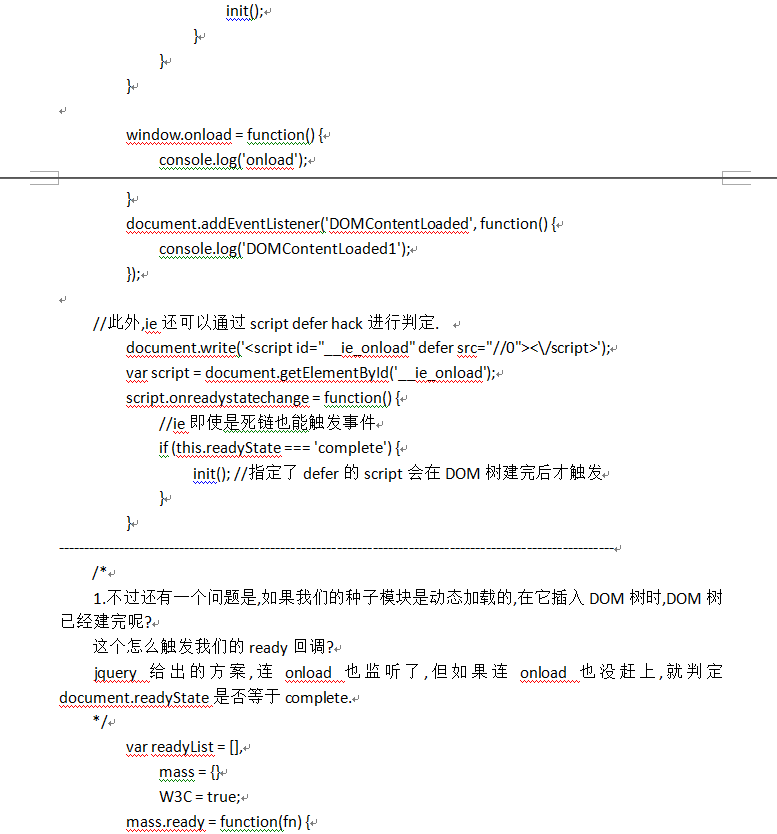 init();
}
}
}
window.onload = function() {
console.log('onload');
}
document.addEventListener('DOMContentLoaded', function() {
console.log('DOMContentLoaded1');
});
//此外,ie 还可以通过 script defer hack 进行判定.
document.write('<script id="__ie_onload" defer src="//0"><\/script>');
var script = document.getElementById('__ie_onload');
script.onreadystatechange = function() {
//ie 即使是死链也能触发事件
if (this.readyState === 'complete') {
init(); //指定了 defer 的 script 会在 DOM 树建完后才触发
}
}
--------------------------------------------------------------------------------------------------------------
/*
1.不过还有一个问题是,如果我们的种子模块是动态加载的,在它插入 DOM 树时,DOM 树
已经建完呢?
这个怎么触发我们的 ready 回调?
jquery 给出的方案,连 onload 也监听了,但如果连 onload 也没赶上,就判定
document.readyState 是否等于 complete.
*/
var readyList = [],
mass = {}
W3C = true;
mass.ready = function(fn) {